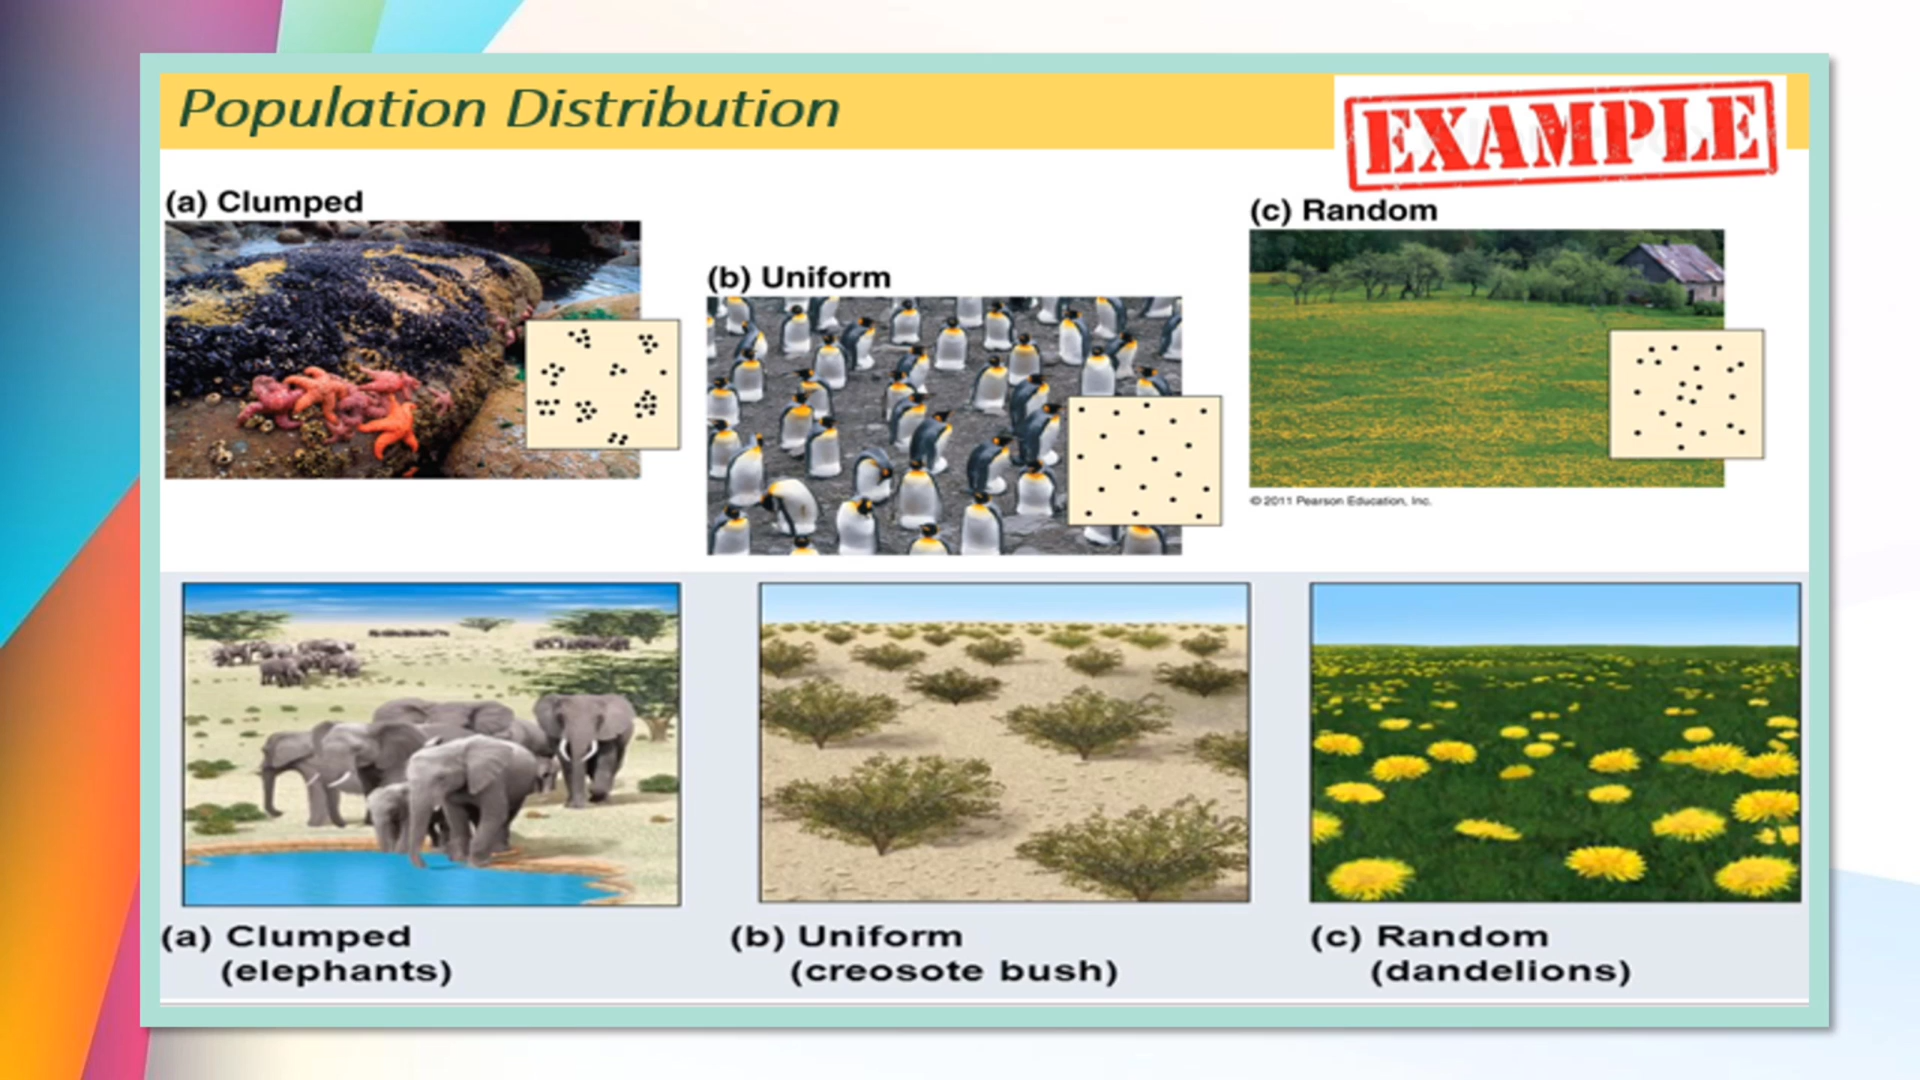 Population Distribution
EXAMPLE
(a) Clumped
(b) Uniform
(c) Random
© 2011 Pearson Education, Inc.
(a) Clumped
(elephants)
(b) Uniform
(creosote bush)
(c) Random
(dandelions)